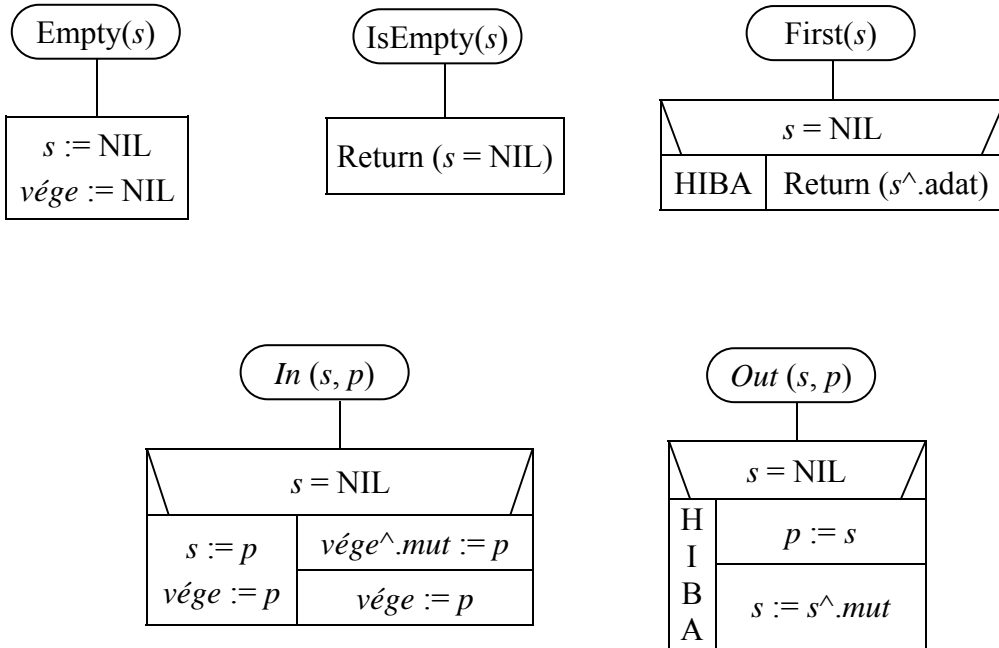 Empty(s)
IsEmpty(s)
First(s)
s := NIL
vége := NIL
Return (s = NIL)
s = NIL
HIBA
Return (s^.adat)
In (s, p)
Out (s, p)
s = NIL
s := p
vége := p
vége^.mut := p
vége := p
s = NIL
H
I
B
A
p := s
s := s^.mut